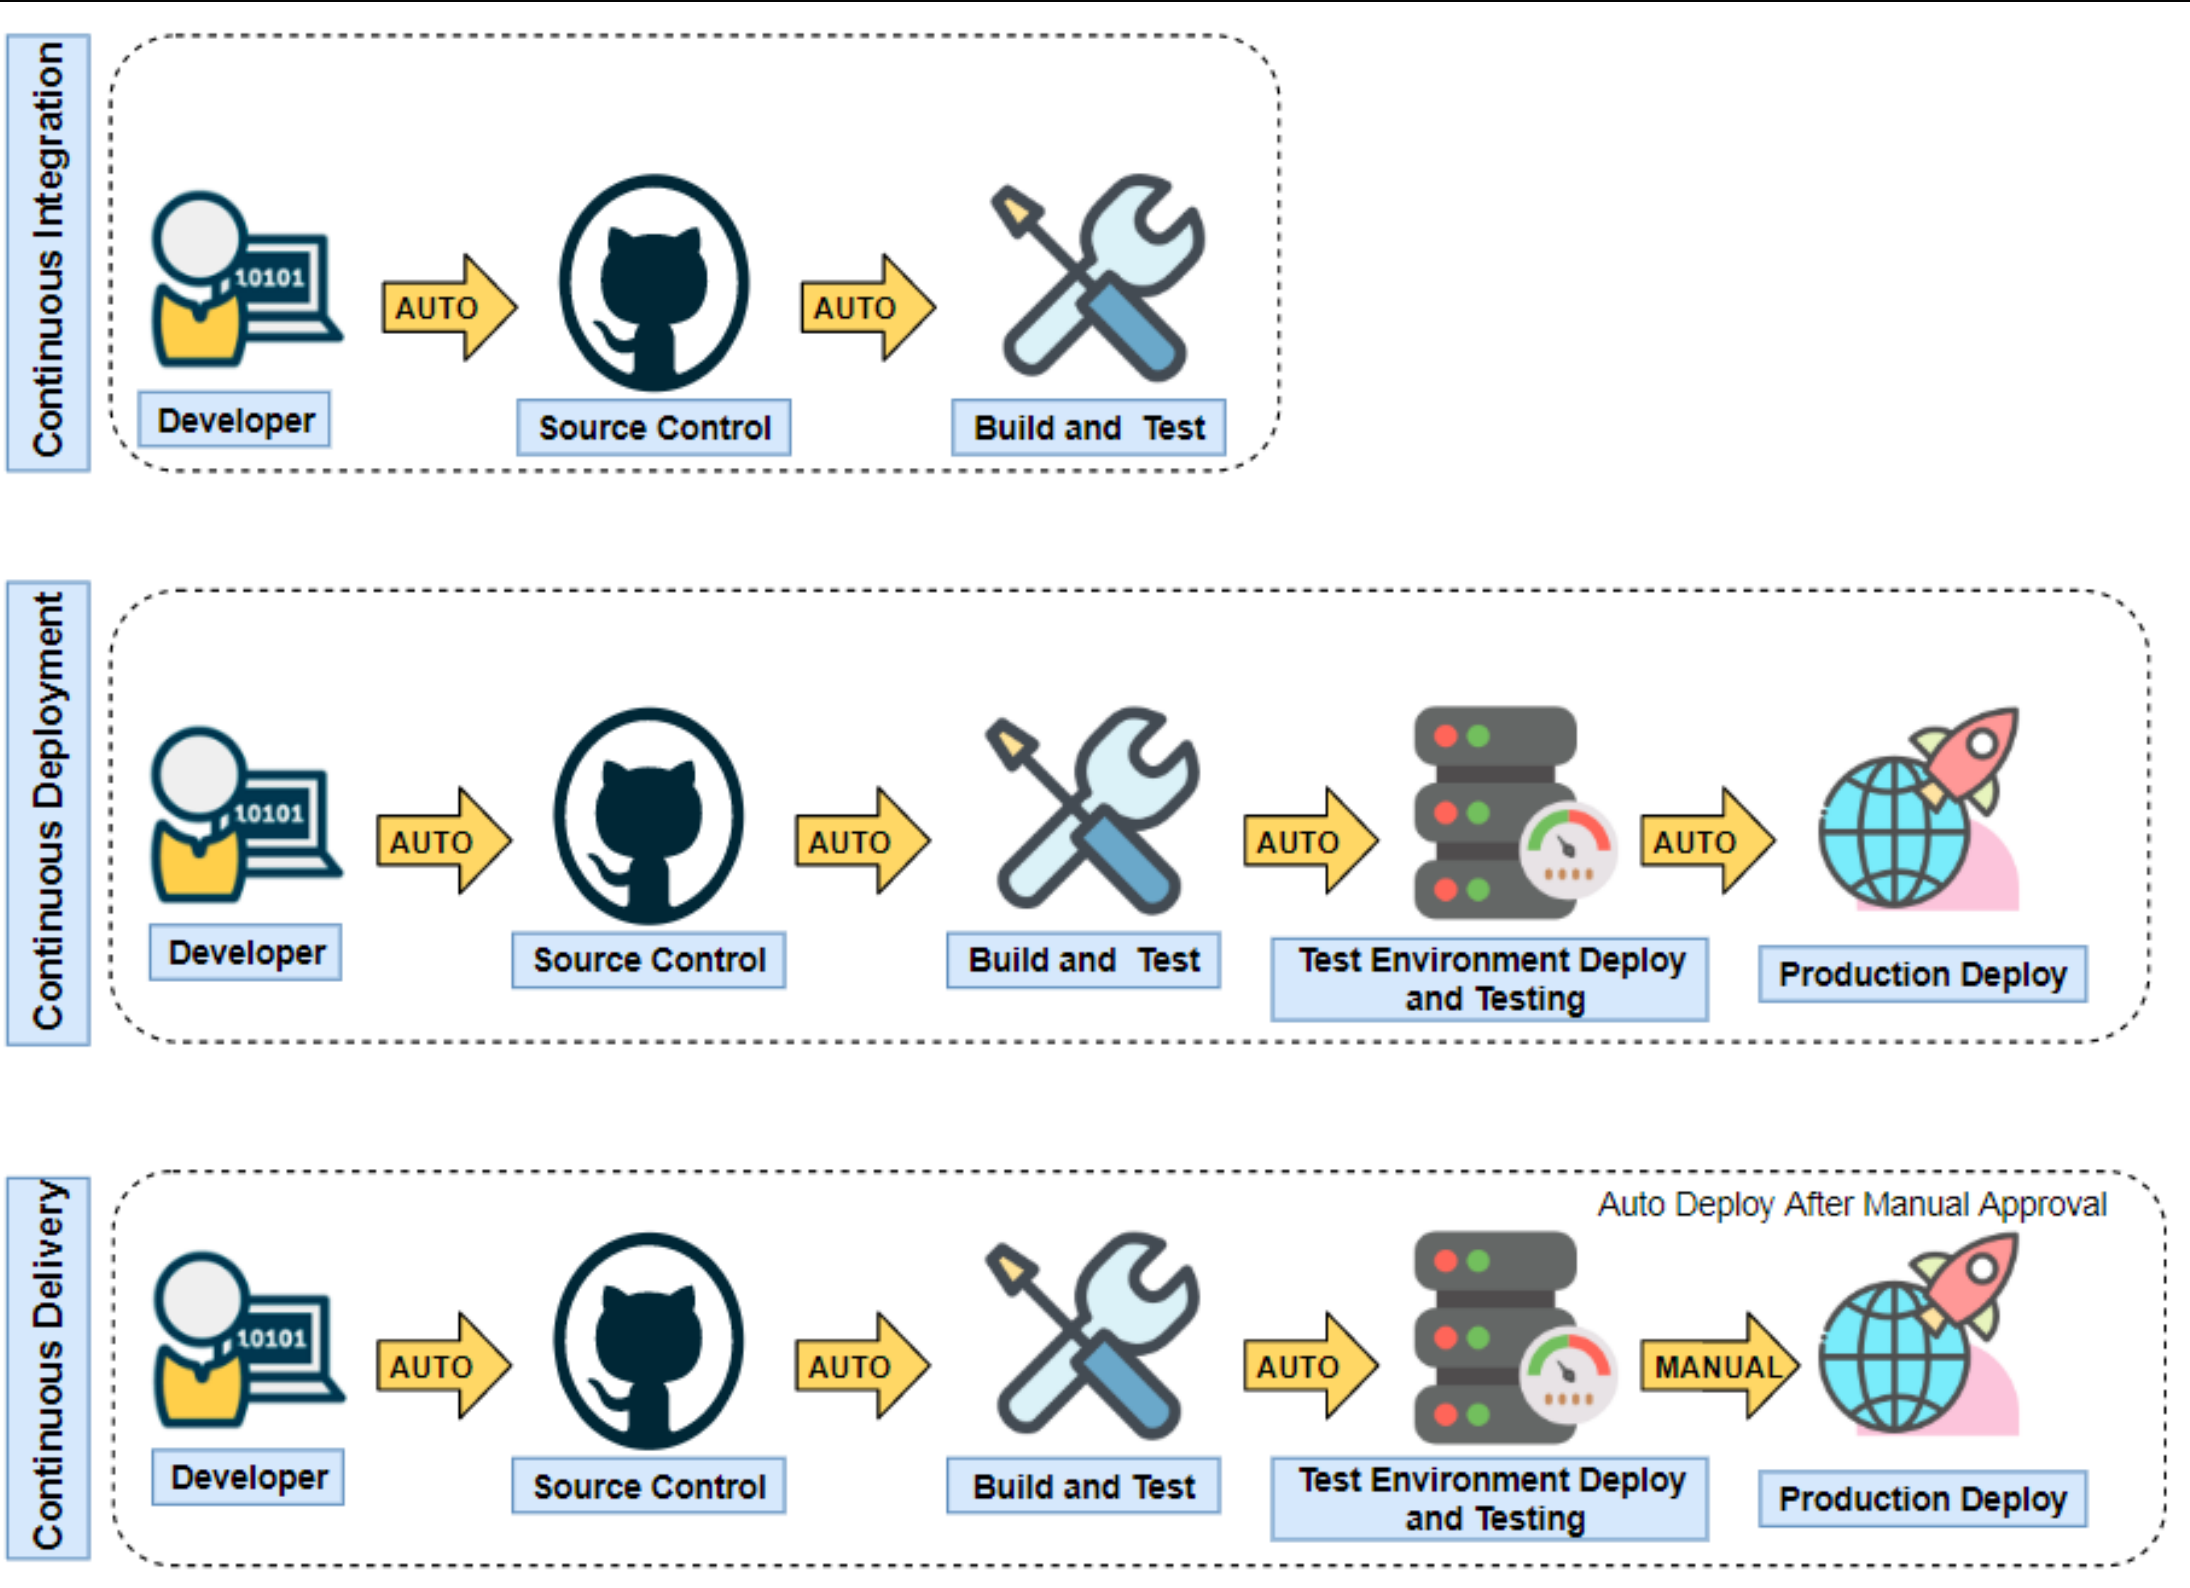 Continuous Integration
10101
AUTO
AUTO
Developer
Source Control
Build and Test
Continuous Deployment
10101
AUTO
AUTO
AUTO
AUTO
Developer
Source Control
Build and Test
Test Environment Deploy
and Testing
Production Deploy
Continuous Delivery
Auto Deploy After Manual Approval
10101
AUTO
AUTO
AUTO
MANUAL
Developer
Source Control
Build and Test
Test Environment Deploy
and Testing
Production Deploy